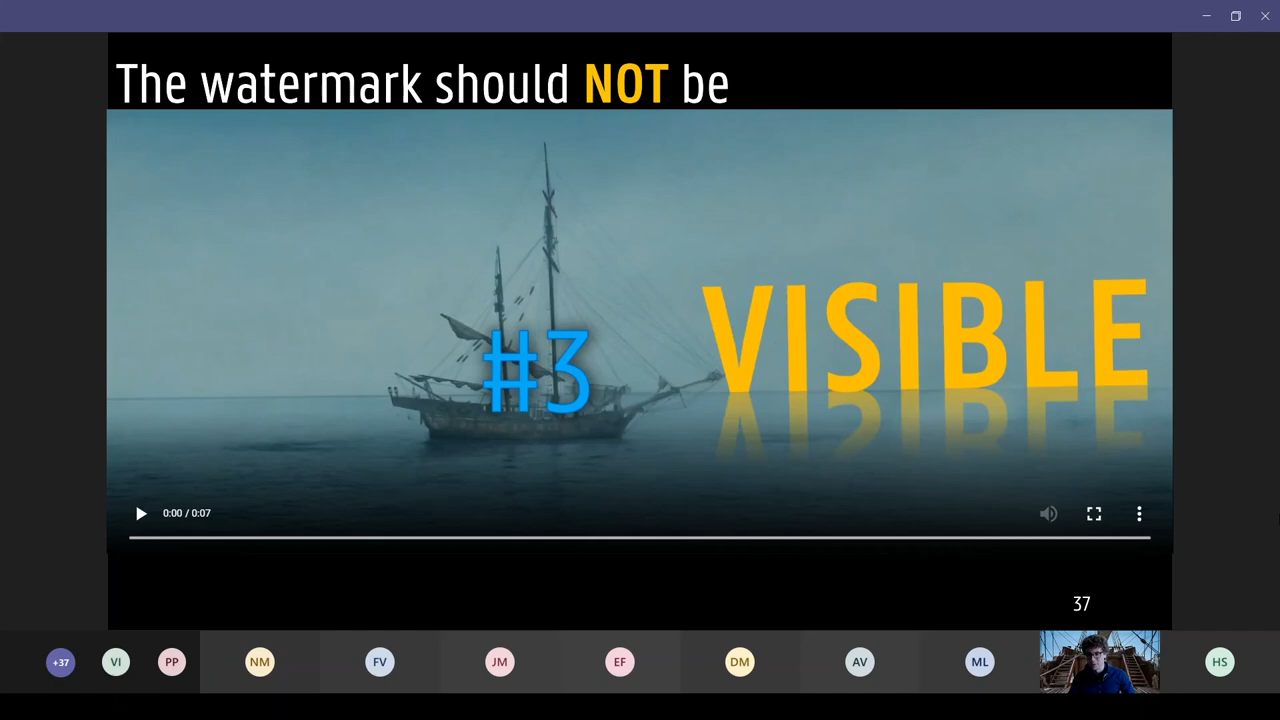 The watermark should NOT be
VISIBLE
#3
0:00 / 0:07
37
+37
VI
PP
NM
FV
JM
EF
DM
AV
ML
HS